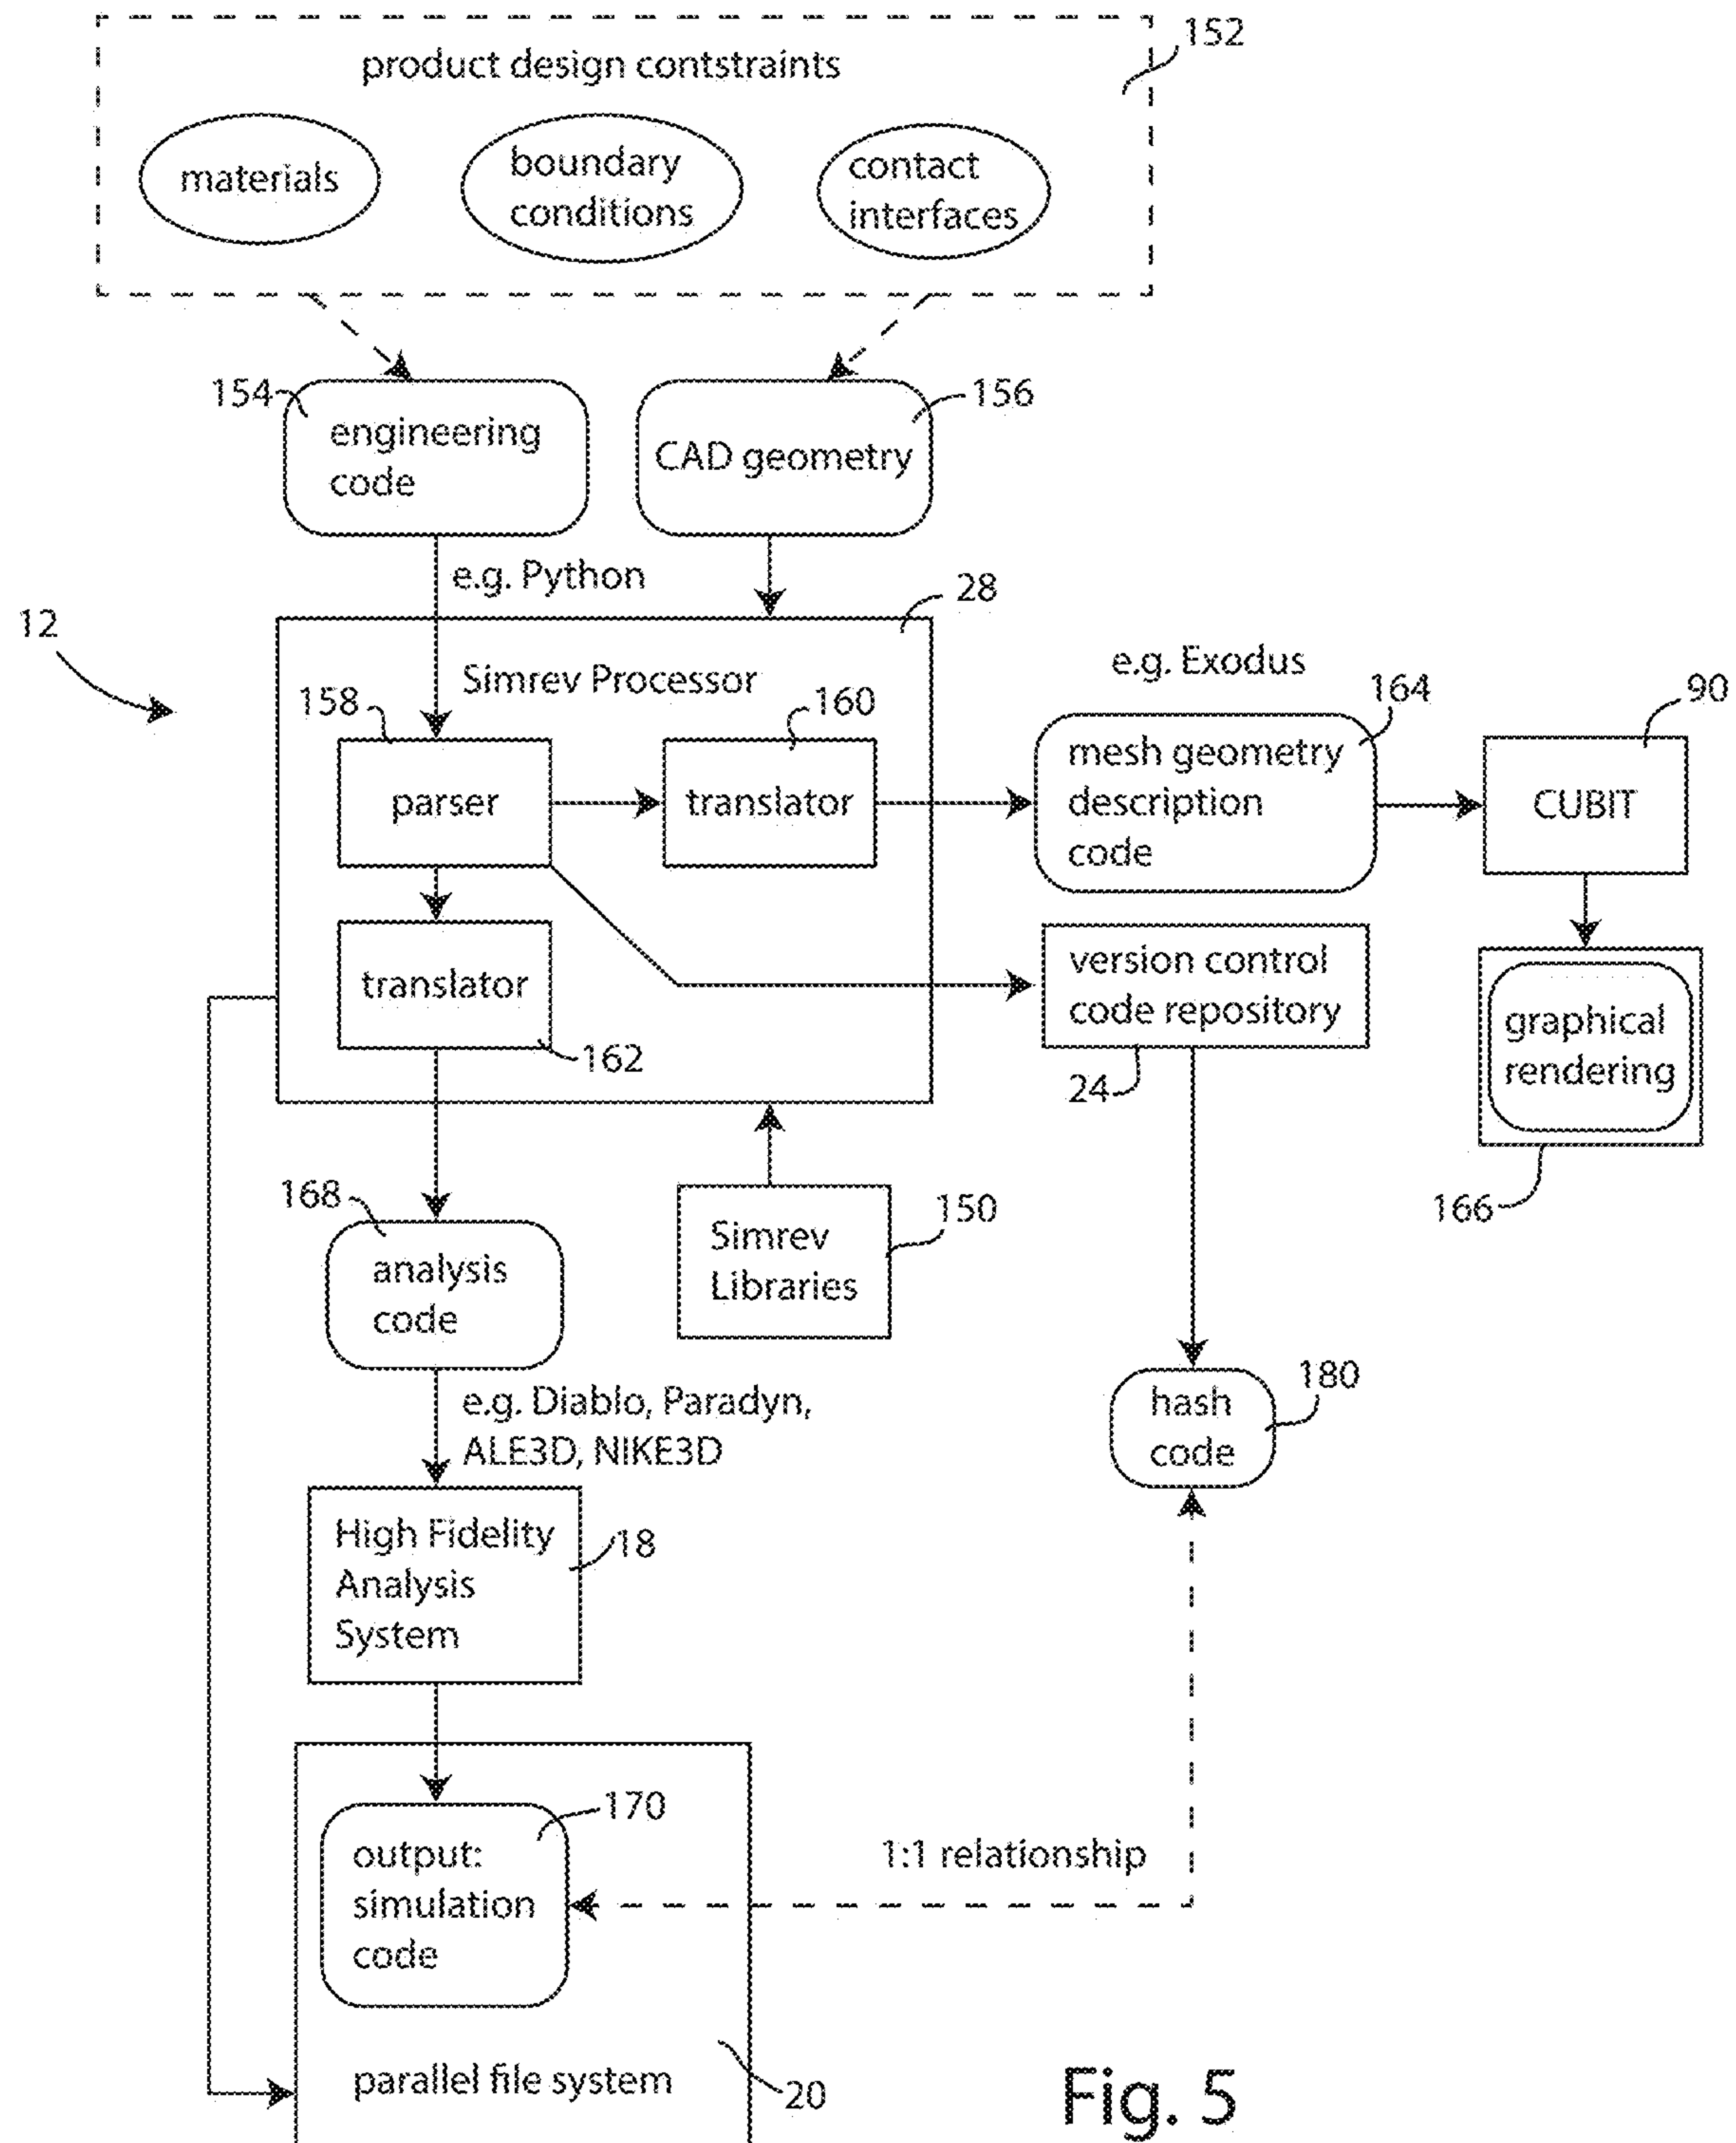 152
product design contstraints
materials
boundary
conditions
contact
interfaces
154
engineering
code
CAD geometry
156
e.g. Python
28
12
Simrev Processor
158
parser
160
translator
e.g. Exodus
164
mesh geometry
description
code
90
CUBIT
translator
162
version control
code repository
24
graphical
rendering
166
168
analysis
code
Simrev
Libraries
150
e.g. Diablo, Paradyn,
ALE3D, NIKE3D
hash
code
180
High Fidelity
Analysis
System
18
170
output:
simulation
code
1:1 relationship
parallel file system
20
Fig. 5